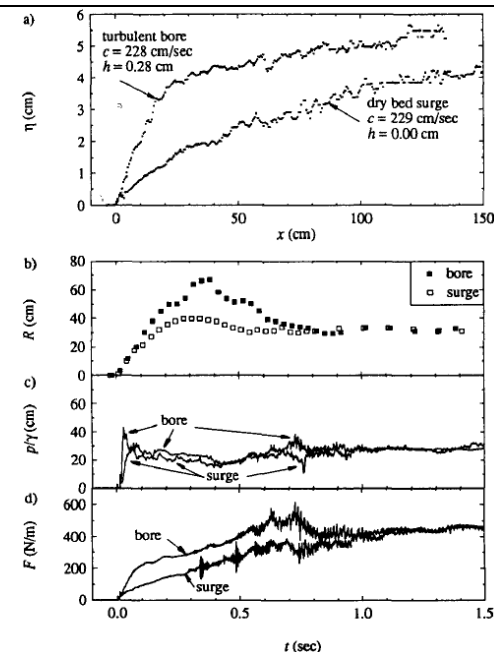 a)
turbulent bore
c = 228 cm/sec
h = 0.28 cm
dry bed surge
c = 229 cm/sec
h = 0.00 cm
η (cm)
6
5
4
3
2
1
0
0
50
100
150
x (cm)
b)
R (cm)
80
60
40
20
0
bore
surge
c)
p/γ(cm)
60
40
20
0
bore
surge
d)
F (N/m)
600
400
200
0
bore
surge
0.0
0.5
1.0
1.5
t (sec)